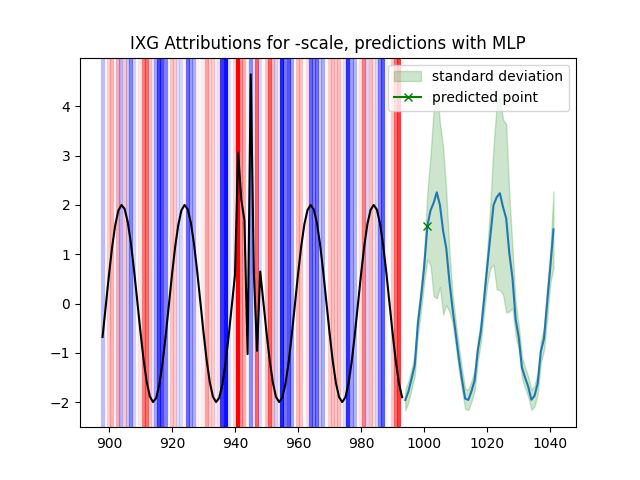 IXG Attributions for -scale, predictions with MLP
standard deviation
predicted point
4
3
2
1
0
−1
−2
900 920 940 960 980 1000 1020 1040